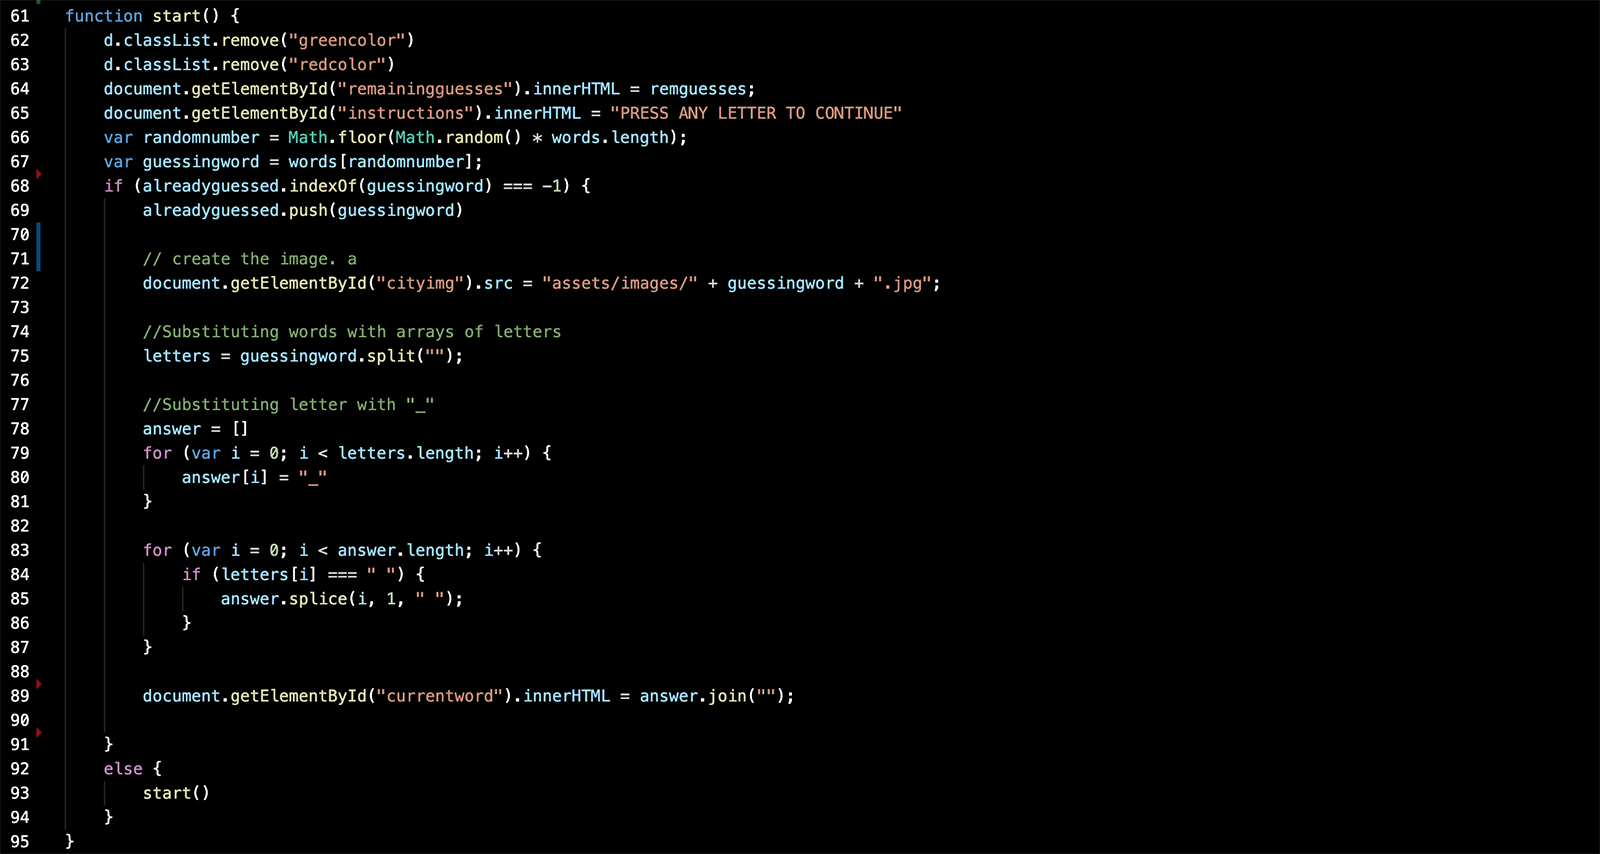 61 function start() {
62 d.classList.remove("greencolor")
63 d.classList.remove("redcolor")
64 document.getElementById("remainingguesses").innerHTML = remguesses;
65 document.getElementById("instructions").innerHTML = "PRESS ANY LETTER TO CONTINUE"
66 var randomnumber = Math.floor(Math.random() * words.length);
67 var guessingword = words[randomnumber];
68 if (alreadyguessed.indexOf(guessingword) === -1) {
69 alreadyguessed.push(guessingword)
70
71 // create the image. a
72 document.getElementById("cityimg").src = "assets/images/" + guessingword + ".jpg";
73
74 //Substituting words with arrays of letters
75 letters = guessingword.split("");
76
77 //Substituting letter with "_"
78 answer = []
79 for (var i = 0; i < letters.length; i++) {
80 answer[i] = "_"
81 }
82
83 for (var i = 0; i < answer.length; i++) {
84 if (letters[i] === " ") {
85 answer.splice(i, 1, " ");
86 }
87 }
88
89 document.getElementById("currentword").innerHTML = answer.join("");
90
91 }
92 else {
93 start()
94 }
95 }